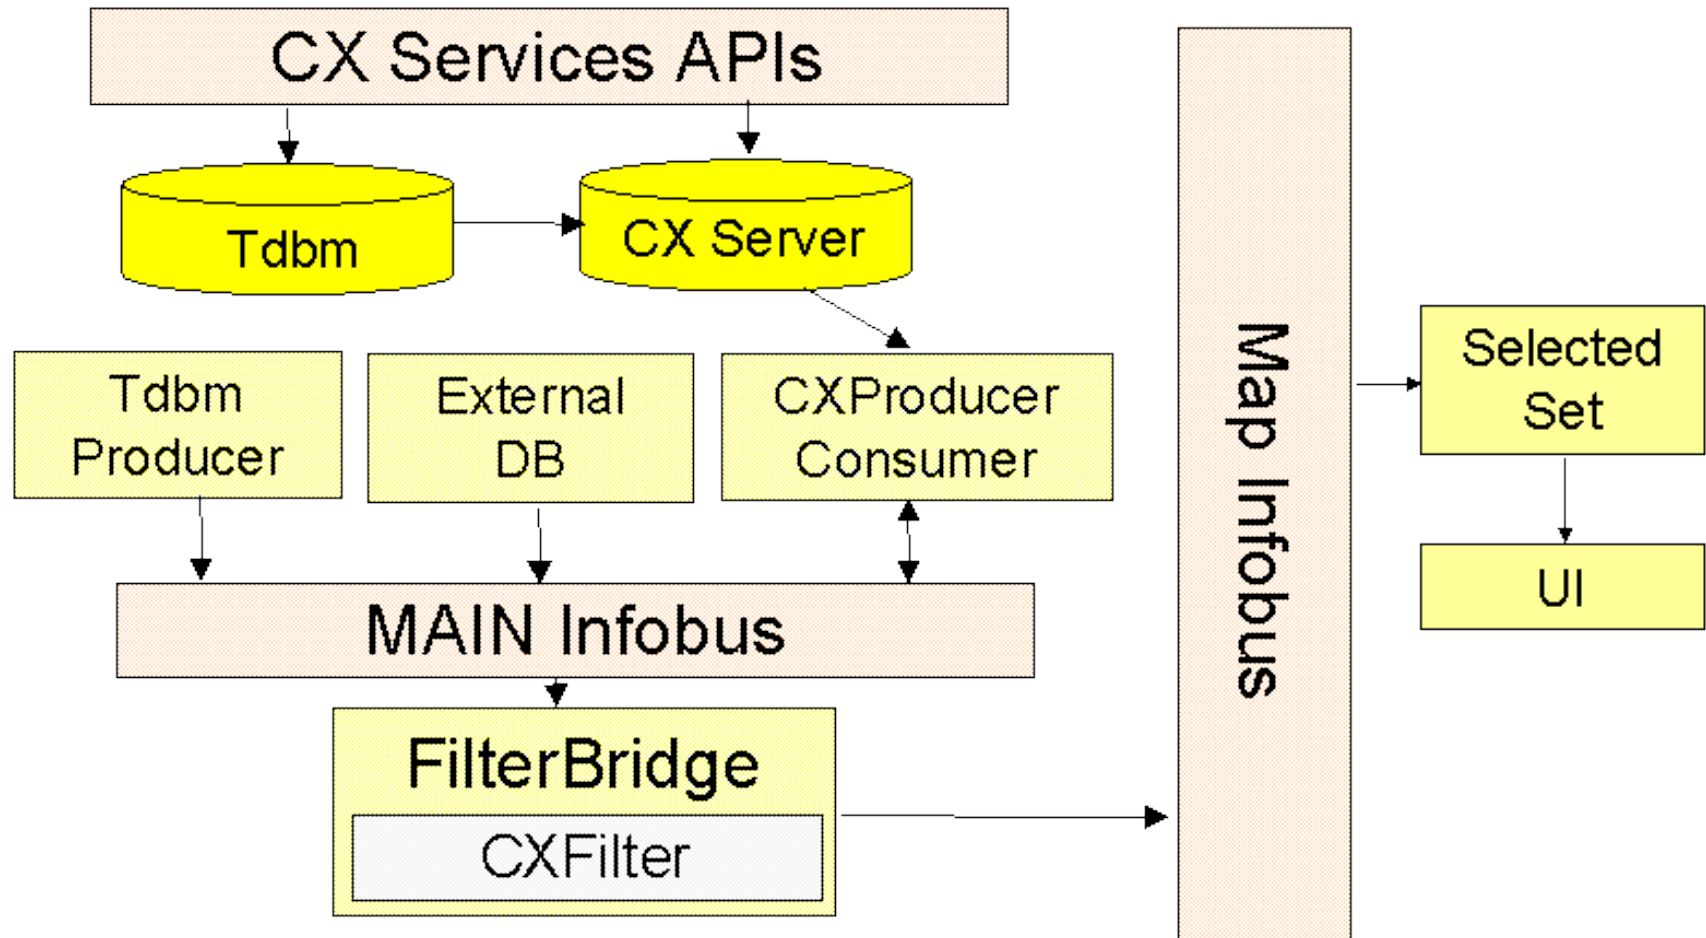 CX Services APIs
Tdbm
CX Server
Tdbm
Producer
External
DB
CXProducer
Consumer
MAIN Infobus
FilterBridge
CXFilter
Map Infobus
Selected
Set
UI